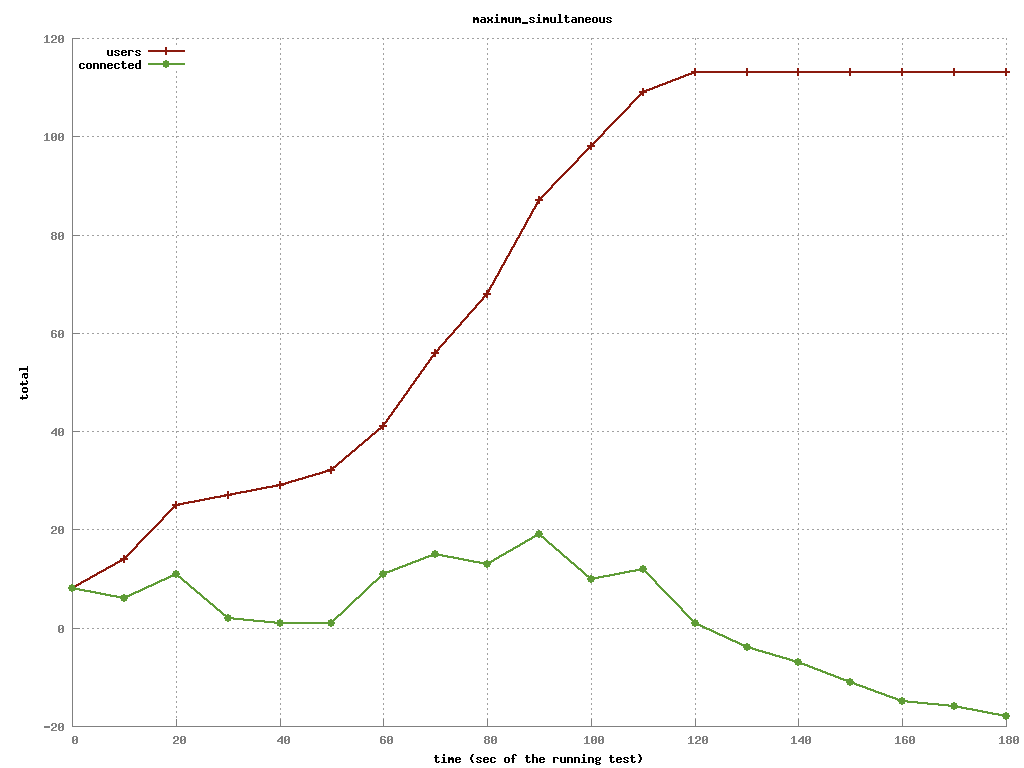 maximum_simultaneous
users
connected
120
100
80
60
40
20
0
-20
total
0 20 40 60 80 100 120 140 160 180
time (sec of the running test)